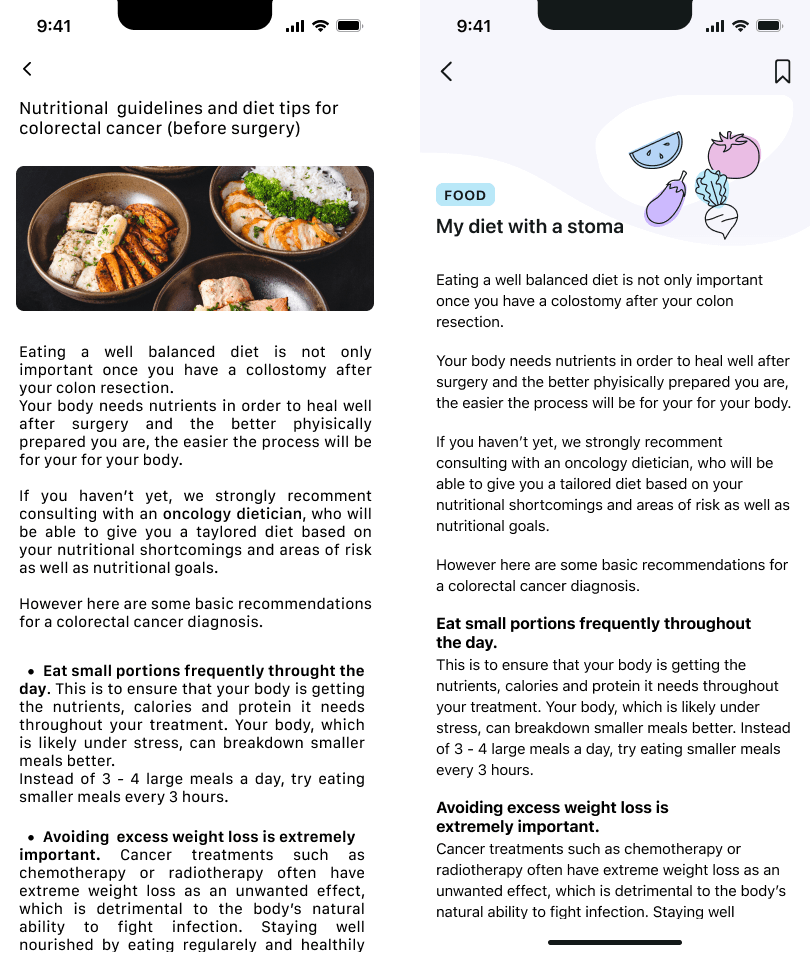 9:41
Nutritional  guidelines and diet tips for
colorectal cancer (before surgery)
Eating a well balanced diet is not only
important once you have a collostomy after
your colon resection.
Your body needs nutrients in order to heal well
after surgery and the better phyisically
prepared you are, the easier the process will be
for your for your body.
If you haven't yet, we strongly recomment
consulting with an oncology dietician, who will
be able to give you a taylored diet based on
your nutritional shortcomings and areas of risk
as well as nutritional goals.
However here are some basic recommendations
for a colorectal cancer diagnosis.
• Eat small portions frequently throught the
day. This is to ensure that your body is getting
the nutrients, calories and protein it needs
throughout your treatment. Your body, which
is likely under stress, can breakdown smaller
meals better.
Instead of 3 - 4 large meals a day, try eating
smaller meals every 3 hours.
• Avoiding  excess weight loss is extremely
important. Cancer treatments such as
chemotherapy or radiotherapy often have
extreme weight loss as an unwanted effect,
which is detrimental to the body's natural
ability to fight infection. Staying well
nourished by eating regularely and healthily
9:41
FOOD
My diet with a stoma
Eating a well balanced diet is not only important
once you have a colostomy after your colon
resection.
Your body needs nutrients in order to heal well after
surgery and the better phyisically prepared you are,
the easier the process will be for your for your body.
If you haven't yet, we strongly recomment
consulting with an oncology dietician, who will be
able to give you a tailored diet based on your
nutritional shortcomings and areas of risk as well as
nutritional goals.
However here are some basic recommendations for
a colorectal cancer diagnosis.
Eat small portions frequently throughout
the day.
This is to ensure that your body is getting the
nutrients, calories and protein it needs throughout
your treatment. Your body, which is likely under
stress, can breakdown smaller meals better. Instead
of 3 - 4 large meals a day, try eating smaller meals
every 3 hours.
Avoiding excess weight loss is
extremely important.
Cancer treatments such as chemotherapy or
radiotherapy often have extreme weight loss as an
unwanted effect, which is detrimental to the body's
natural ability to fight infection. Staying well